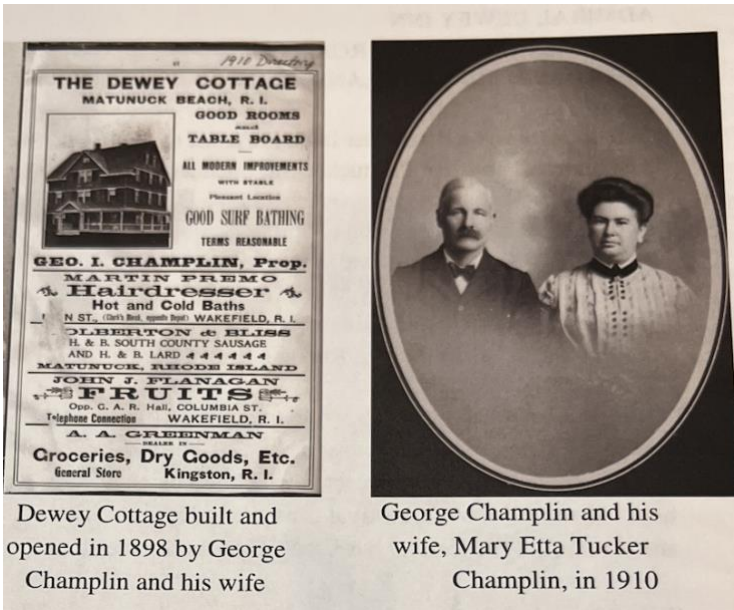 1910 Directory
THE DEWEY COTTAGE
MATUNUCK BEACH, R. I.
GOOD ROOMS
and
TABLE BOARD
ALL MODERN IMPROVEMENTS
WITH STABLE
Pleasant Location
GOOD SURF BATHING
TERMS REASONABLE
GEO. I. CHAMPLIN, Prop.
MARTIN PREMO
Hairdresser
Hot and Cold Baths
N ST., (Clark's Block, opposite Depot) WAKEFIELD, R. I.
OLBERTON & BLISS
H. & B. SOUTH COUNTY SAUSAGE
AND H. & B. LARD
MATUNUCK, RHODE ISLAND
JOHN J. FLANAGAN
FRUITS
Opp. G. A. R. Hall, COLUMBIA ST.
Telephone Connection WAKEFIELD, R. I.
A. A. GREENMAN
DEALER IN
Groceries, Dry Goods, Etc.
General Store Kingston, R. I.
Dewey Cottage built and
opened in 1898 by George
Champlin and his wife
George Champlin and his
wife, Mary Etta Tucker
Champlin, in 1910